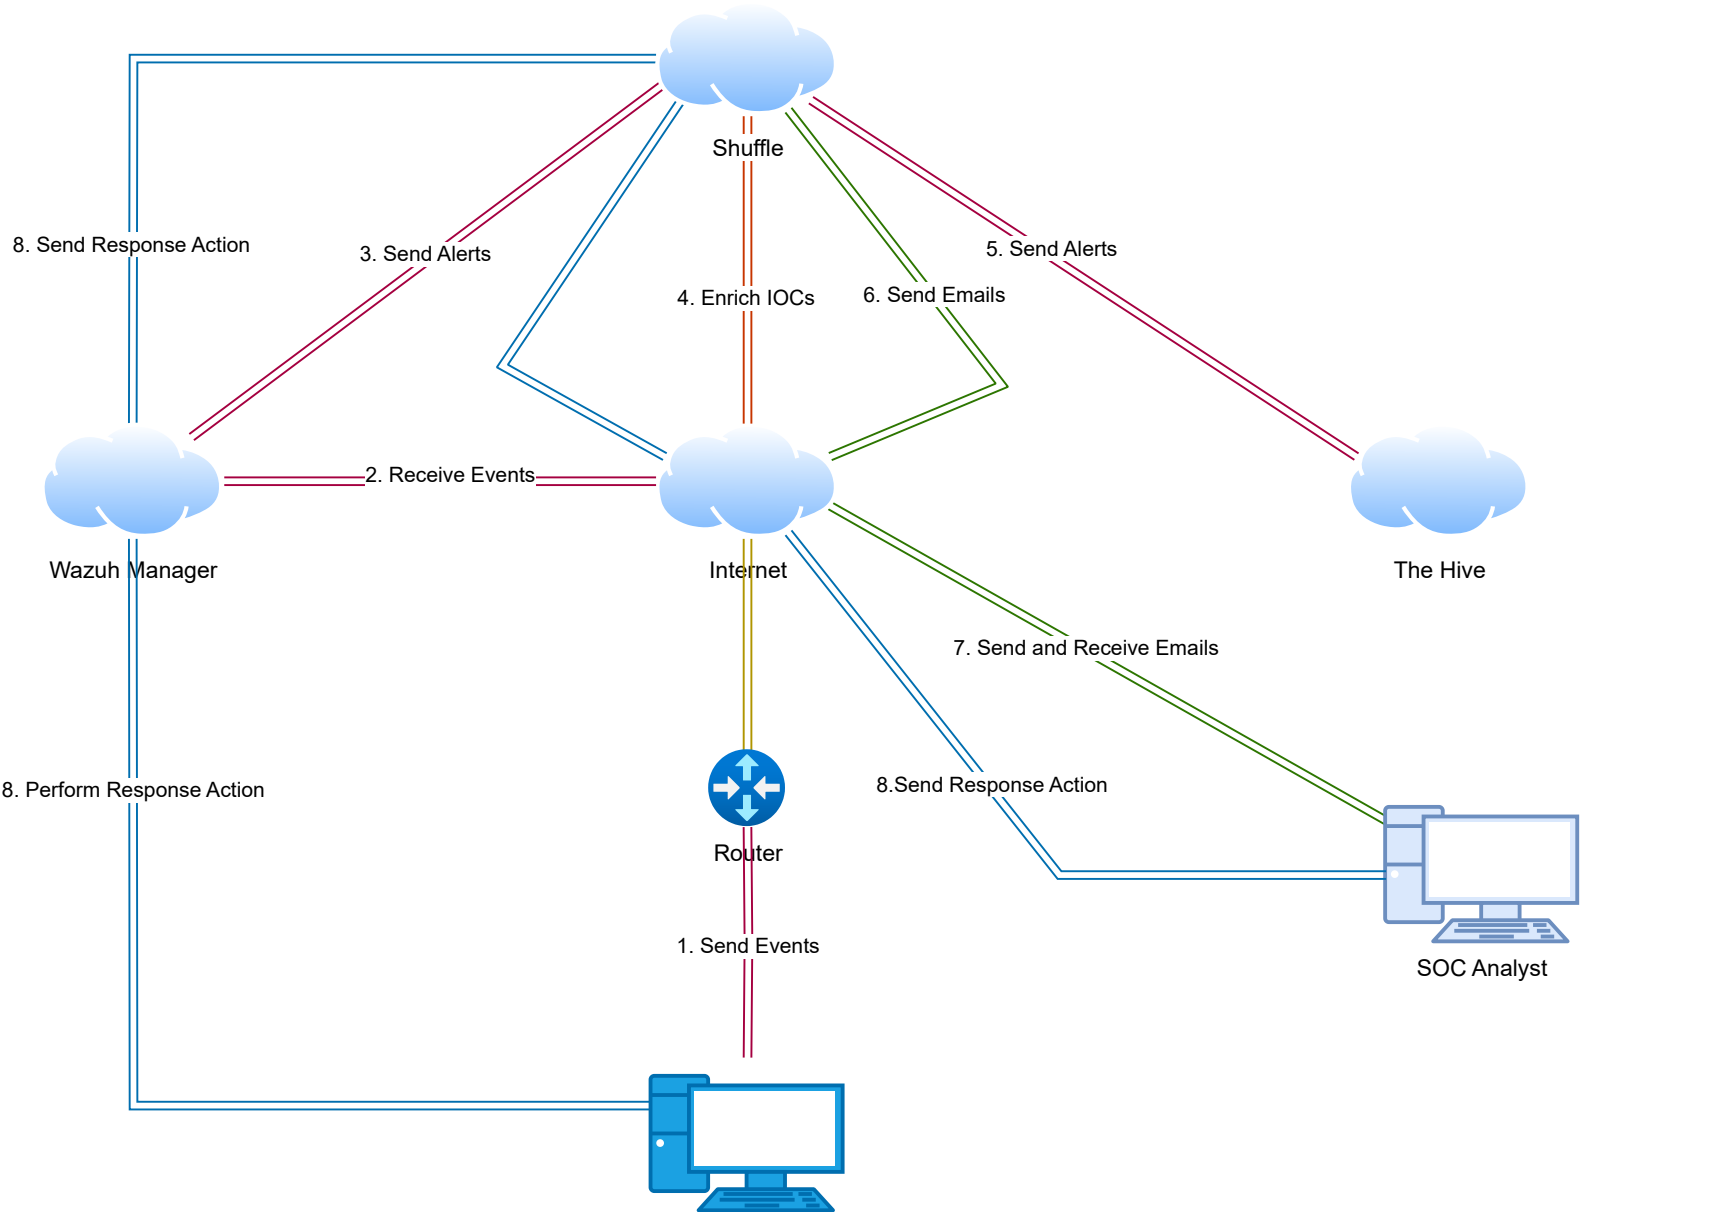 Shuffle
8. Send Response Action
3. Send Alerts
5. Send Alerts
4. Enrich IOCs
6. Send Emails
2. Receive Events
Wazuh Manager
Internet
The Hive
7. Send and Receive Emails
8. Perform Response Action
8.Send Response Action
Router
1. Send Events
SOC Analyst